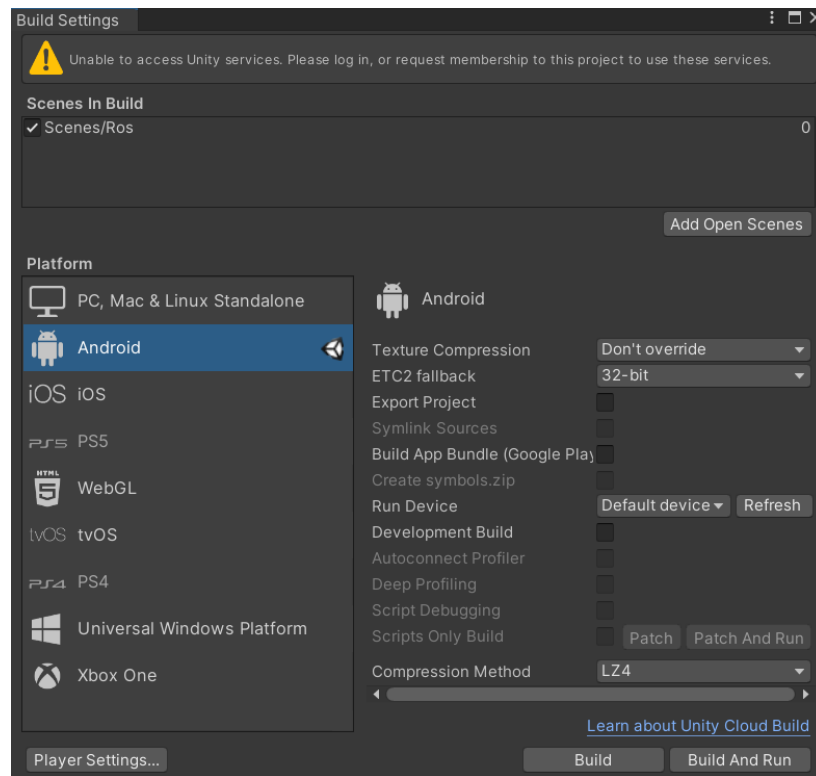 Build Settings
Unable to access Unity services. Please log in, or request membership to this project to use these services.
Scenes In Build
Scenes/Ros 0
Add Open Scenes
Platform
PC, Mac & Linux Standalone
Android
iOS iOS
PS5 PS5
HTML 5 WebGL
tvOS tvOS
PS4 PS4
Universal Windows Platform
Xbox One
Android
Texture Compression Don't override
ETC2 fallback 32-bit
Export Project
Symlink Sources
Build App Bundle (Google Play
Create symbols.zip
Run Device Default device Refresh
Development Build
Autoconnect Profiler
Deep Profiling
Script Debugging
Scripts Only Build Patch Patch And Run
Compression Method LZ4
Learn about Unity Cloud Build
Player Settings... Build Build And Run